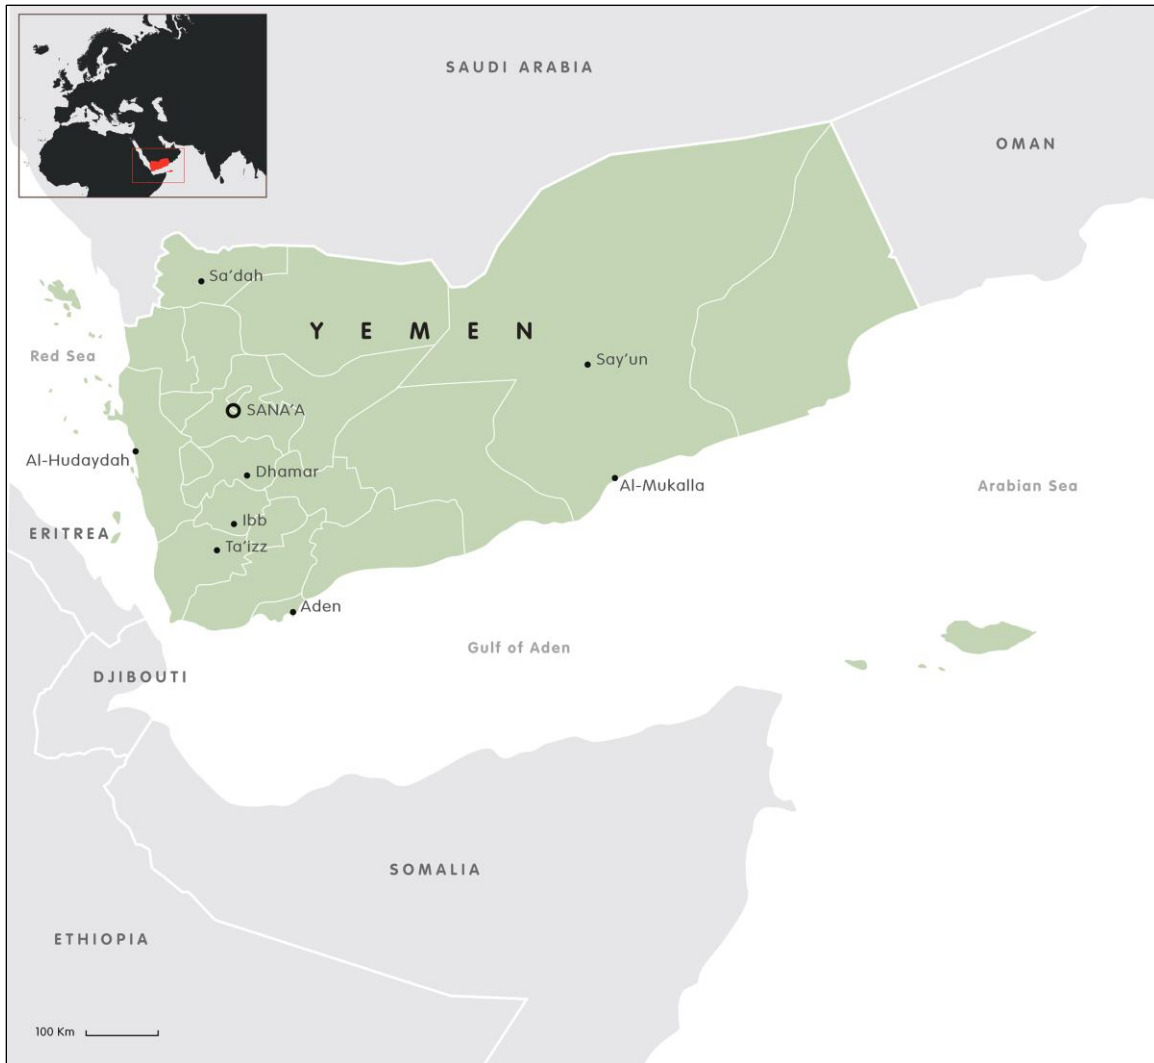 SAUDI ARABIA
OMAN
Sa’dah
YEMEN
Red Sea
Say’un
SANA’A
Al-Hudaydah
Dhamar
Al-Mukalla
Arabian Sea
Ibb
ERITREA
Ta’izz
Aden
Gulf of Aden
DJIBOUTI
SOMALIA
ETHIOPIA
100 Km